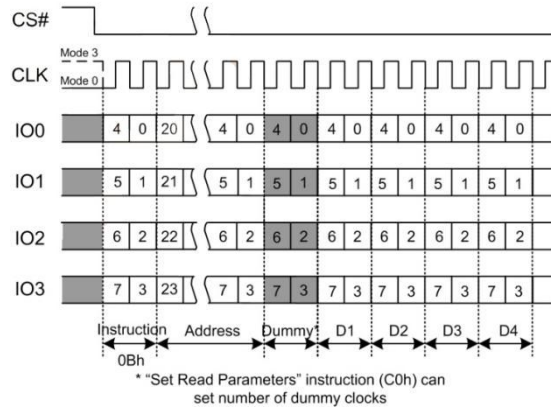 CS#
Mode 3
CLK
Mode 0
IO0 4 0 20 4 0 4 0 4 0 4 0 4 0 4 0
IO1 5 1 21 5 1 5 1 5 1 5 1 5 1 5 1
IO2 6 2 22 6 2 6 2 6 2 6 2 6 2 6 2
IO3 7 3 23 7 3 7 3 7 3 7 3 7 3 7 3
Instruction Address Dummy* D1 D2 D3 D4
0Bh
* "Set Read Parameters" instruction (C0h) can
set number of dummy clocks